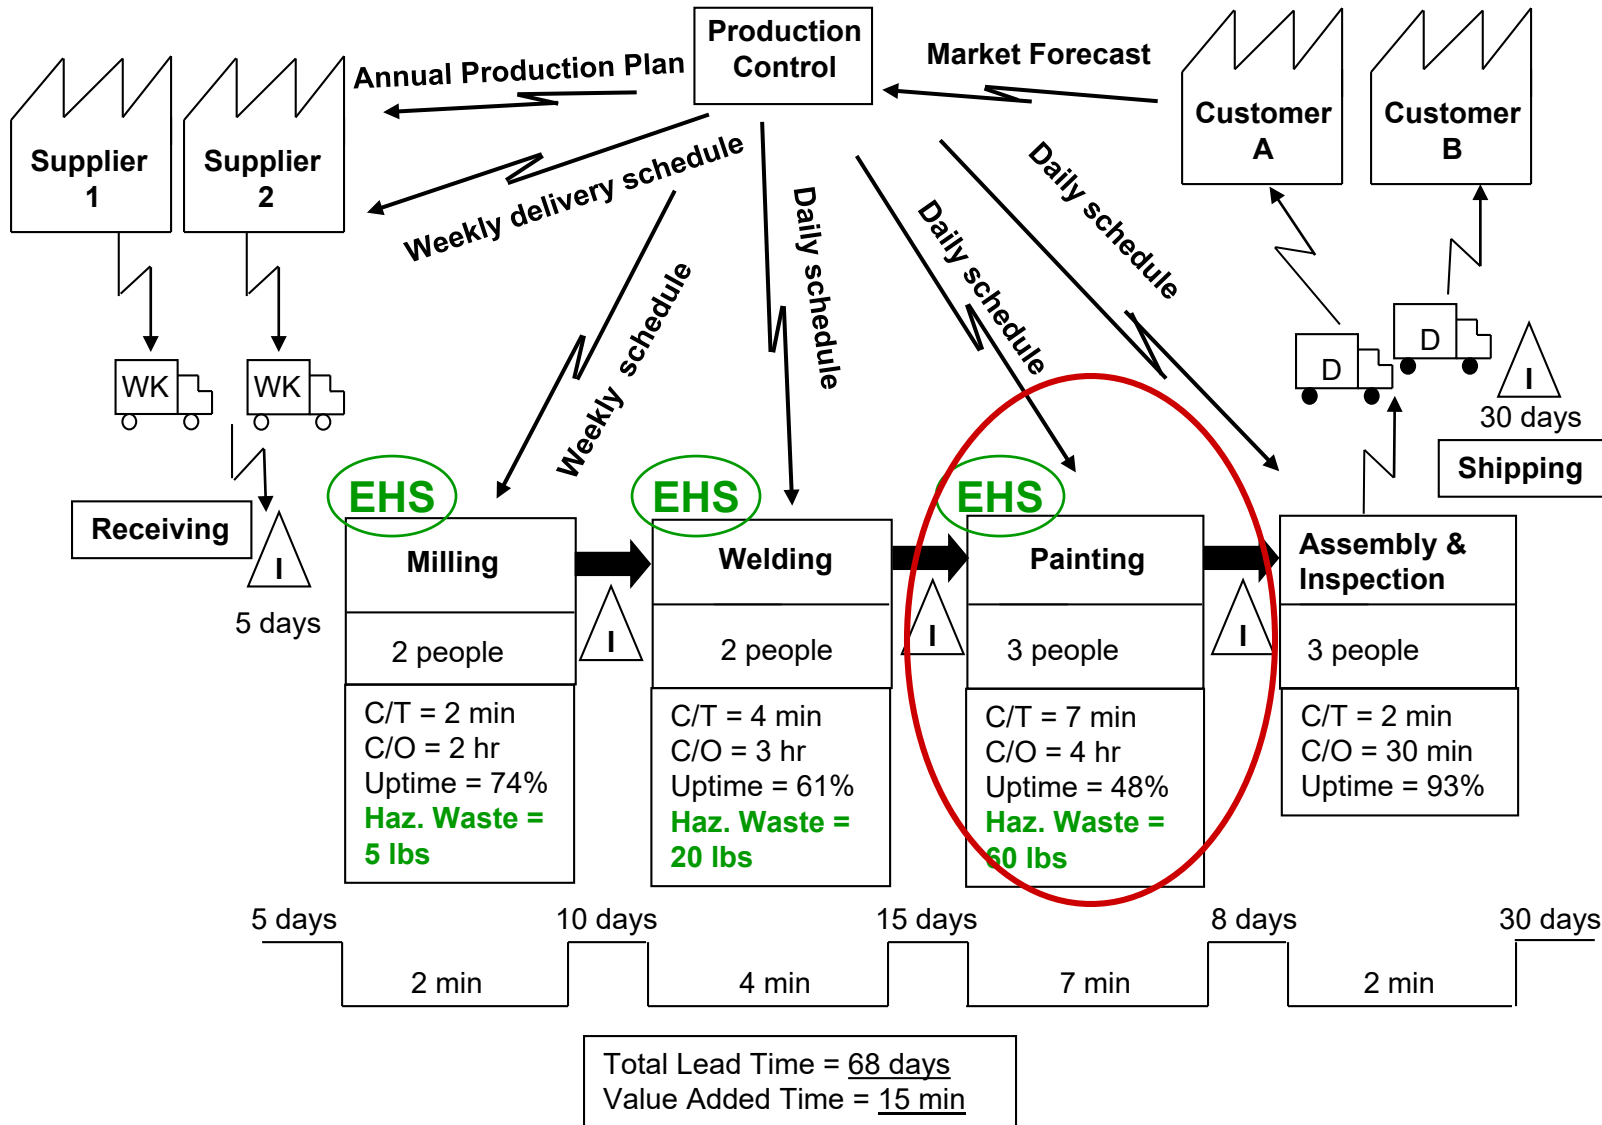 Production
Control
Annual Production Plan
Market Forecast
Supplier
1
Supplier
2
Customer
A
Customer
B
Weekly delivery schedule
Weekly schedule
Daily schedule
Daily schedule
Daily schedule
WK
WK
D
D
I
30 days
Shipping
Receiving
I
5 days
EHS
EHS
EHS
Milling
2 people
C/T = 2 min
C/O = 2 hr
Uptime = 74%
Haz. Waste =
5 lbs
I
Welding
2 people
C/T = 4 min
C/O = 3 hr
Uptime = 61%
Haz. Waste =
20 lbs
I
Painting
3 people
C/T = 7 min
C/O = 4 hr
Uptime = 48%
Haz. Waste =
60 lbs
I
Assembly &
Inspection
3 people
C/T = 2 min
C/O = 30 min
Uptime = 93%
5 days
10 days
15 days
8 days
30 days
2 min
4 min
7 min
2 min
Total Lead Time = 68 days
Value Added Time = 15 min